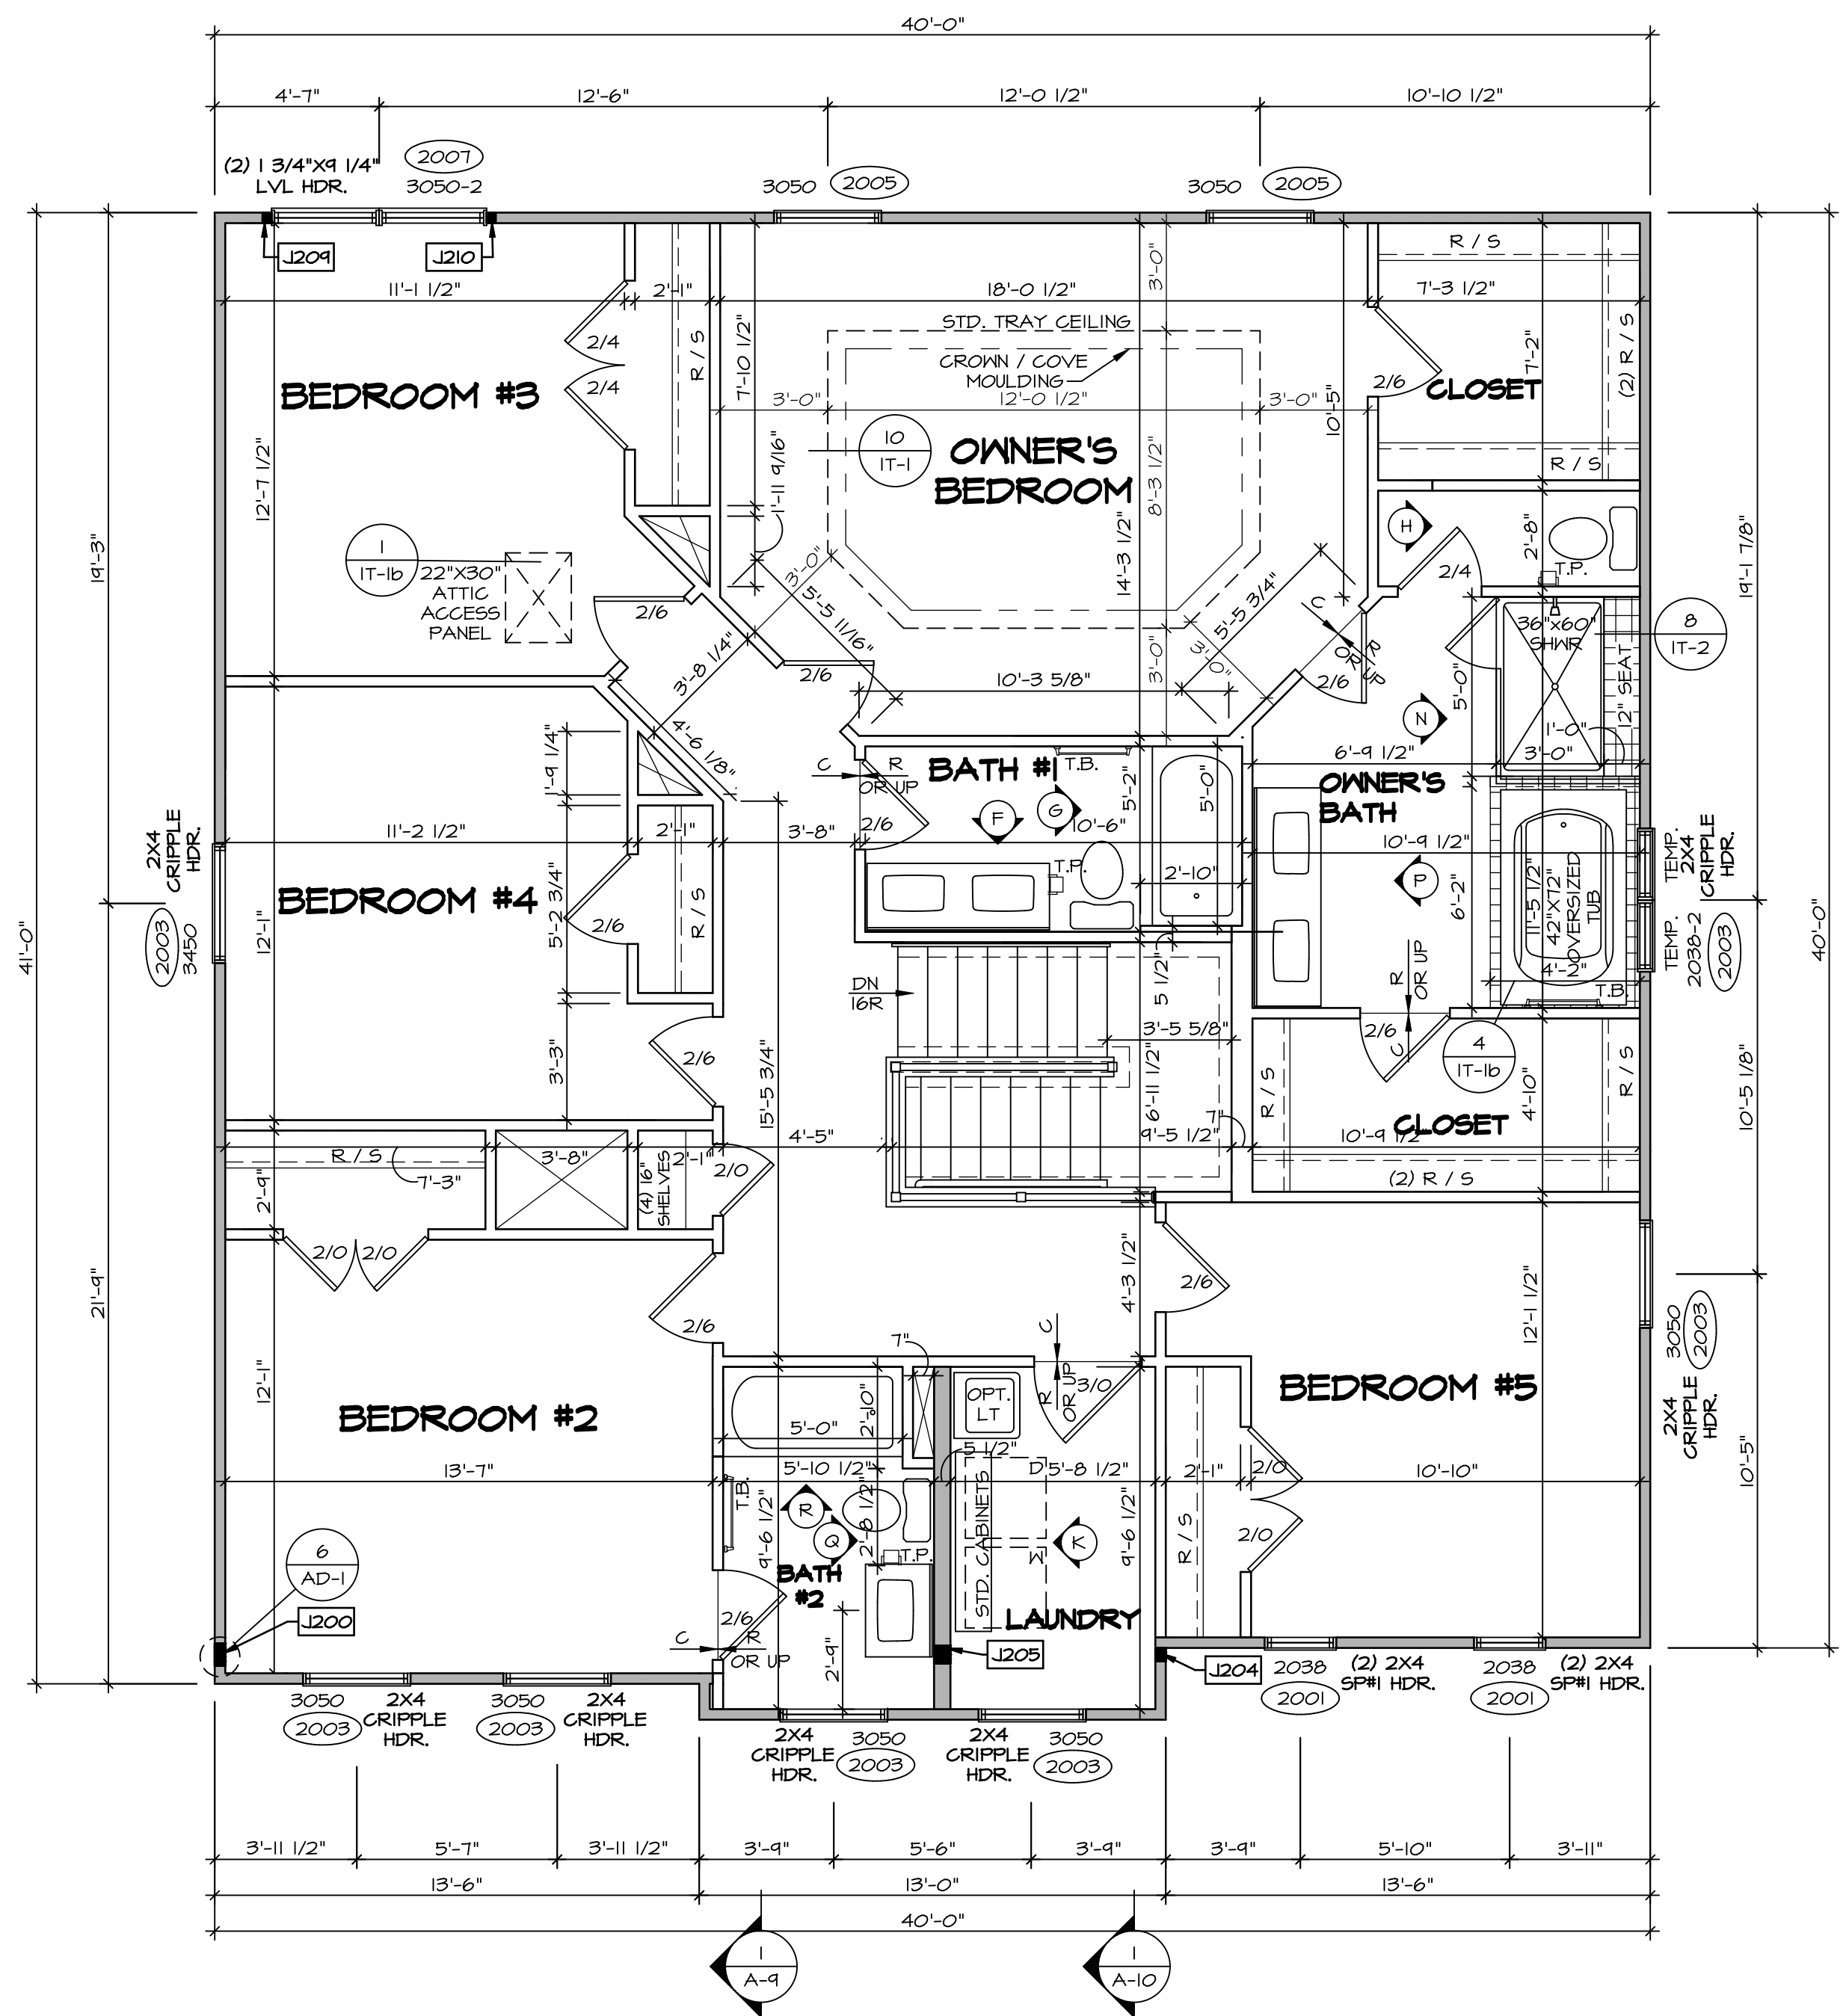 40'-0"
4'-7"
12'-6"
12'-0 1/2"
10'-10 1/2"
(2) 1 3/4"X9 1/4"
LVL HDR.
2007
3050-2
3050
2005
3050
2005
J209
J210
R / S
11'-1 1/2"
2'-1"
18'-0 1/2"
7'-3 1/2"
3'-0"
STD. TRAY CEILING
CROWN / COVE
MOULDING
2/4
2/4
R / S
7'-10 1/2"
7'-2"
(2) R / S
BEDROOM #3
3'-0"
12'-0 1/2"
3'-0"
10'-5"
2/6
CLOSET
10
IT-1
OWNER'S
BEDROOM
8'-3 1/2"
14'-3 1/2"
R / S
12'-7 1/2"
1'-11 9/16"
1
IT-1b
22"X30"
ATTIC
ACCESS
PANEL
H
2'-8"
2/4
T.P.
19'-3"
19'-1 7/8"
3'-0"
5'-5 11/16"
5'-5 3/4"
3'-0"
3'-0"
2/6
3'-8 1/4"
2/6
10'-3 5/8"
C
R
OR UP
2/6
36"x60"
SHWR
12" SEAT
8
IT-2
5'-0"
N
1'-0"
3'-0"
6'-9 1/2"
4'-6 1/8"
1'-9 1/4"
C
R
OR UP
BATH #1
T.B.
5'-2"
5'-0"
OWNER'S
BATH
2X4
CRIPPLE
HDR.
11'-2 1/2"
2'-1"
3'-8"
2/6
F
G
10'-6"
10'-9 1/2"
TEMP.
2X4
CRIPPLE
HDR.
BEDROOM #4
5'-2 3/4"
2/6
R / S
T.P.
2'-10"
P
6'-2"
11'-5 1/2"
42"X72"
OVERSIZED
TUB
4'-2"
T.B.
TEMP.
2038-2
2003
2003
3450
12'-1"
41'-0"
40'-0"
DN
16R
5 1/2"
R
OR UP
C
2/6
3'-5 5/8"
4
IT-1b
3'-3"
2/6
15'-5 3/4"
6'-11 1/2"
7"
R / S
R / S
4'-10"
CLOSET
10'-5 1/8"
4'-5"
9'-5 1/2"
10'-9 1/2"
R / S
7'-3"
2'-9"
3'-8"
(4) 16"
SHELVES
2'-1"
2/0
(2) R / S
2/0
2/0
21'-9"
2/6
4'-3 1/2"
2/6
12'-1 1/2"
3050
2003
2X4
CRIPPLE
HDR.
10'-5"
7"
C
R
OR UP
3/0
12'-1"
BEDROOM #2
BEDROOM #5
5'-0"
2'-10"
OPT.
LT
5 1/2"
13'-7"
5'-10 1/2"
D
5'-8 1/2"
2'-1"
2/0
10'-10"
T.B.
9'-6 1/2"
R
Q
2'-8 1/2"
T.P.
STD. CABINETS
W
K
9'-6 1/2"
R / S
2/0
6
AD-1
J200
BATH
#2
2/6
C
R
OR UP
2'-9"
LAUNDRY
J205
J204
3050
2003
2X4
CRIPPLE
HDR.
3050
2003
2X4
CRIPPLE
HDR.
2X4
CRIPPLE
HDR.
3050
2003
2X4
CRIPPLE
HDR.
3050
2003
2038
2001
(2) 2X4
SP#1 HDR.
2038
2001
(2) 2X4
SP#1 HDR.
3'-11 1/2"
5'-7"
3'-11 1/2"
3'-9"
5'-6"
3'-9"
3'-9"
5'-10"
3'-11"
13'-6"
13'-0"
13'-6"
40'-0"
1
A-9
1
A-10